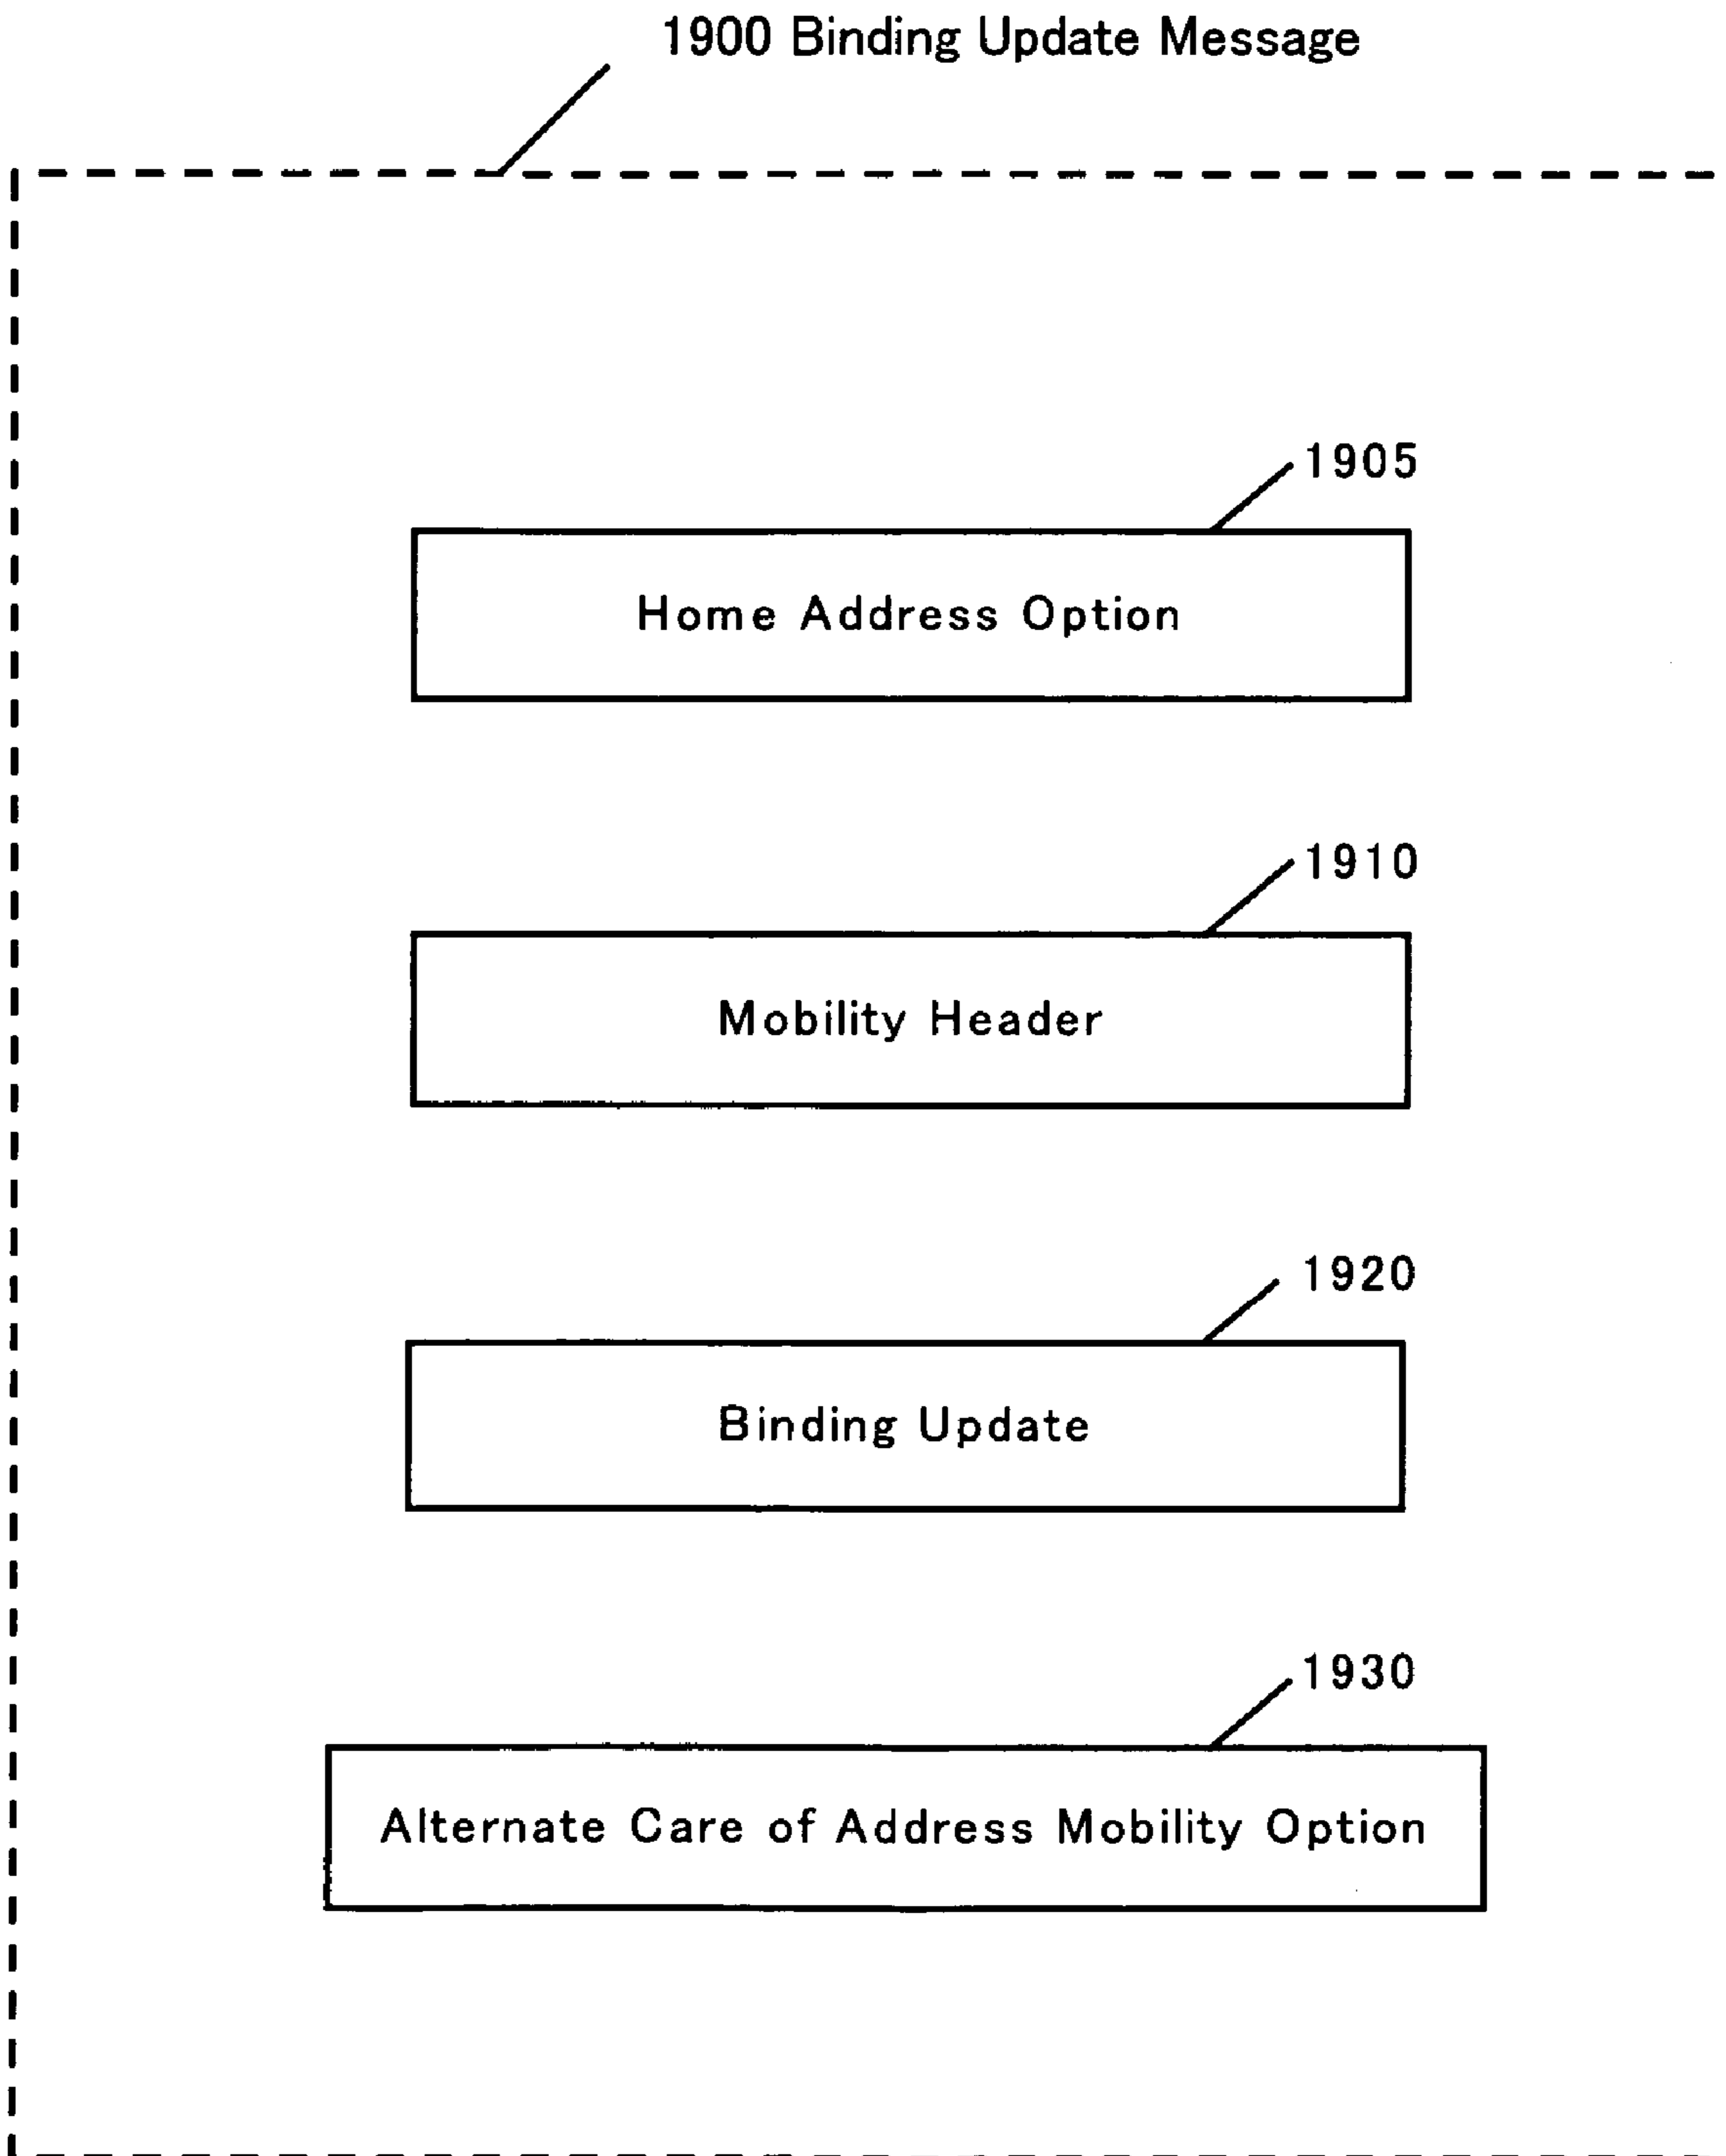 1900 Binding Update Message
1905
Home Address Option
1910
Mobility Header
1920
Binding Update
1930
Alternate Care of Address Mobility Option